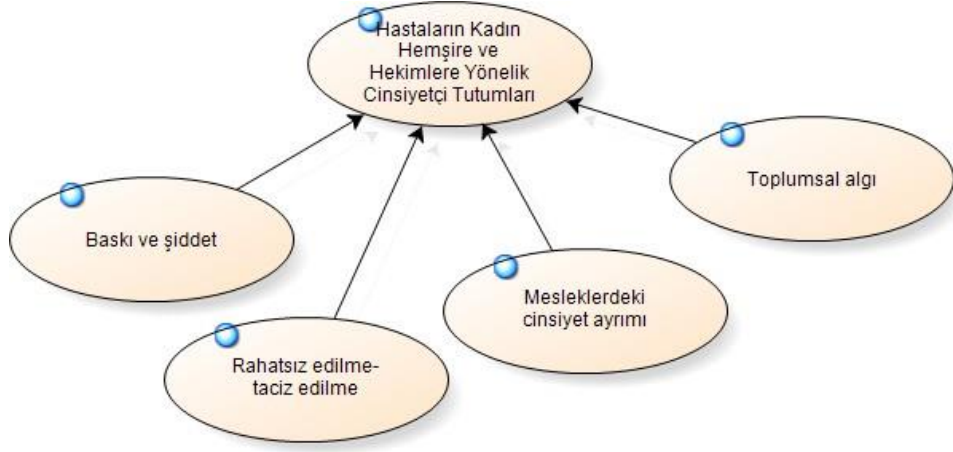 Hastaların Kadın
Hemşire ve
Hekimlere Yönelik
Cinsiyetçi Tutumları
Toplumsal algı
Baskı ve şiddet
Mesleklerdeki
cinsiyet ayrımı
Rahatsız edilme-
taciz edilme